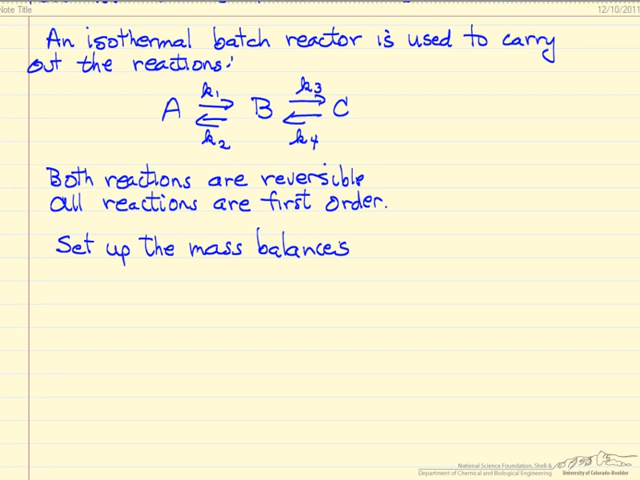 Note Title
12/10/2011
An isothermal batch reactor is used to carry
out the reactions:
k1 k3
A ⇌ B ⇌ C
k2 k4
Both reactions are reversible
all reactions are first order.
Set up the mass balances
National Science Foundation, Shell &
Department of Chemical and Biological Engineering
University of Colorado-Boulder